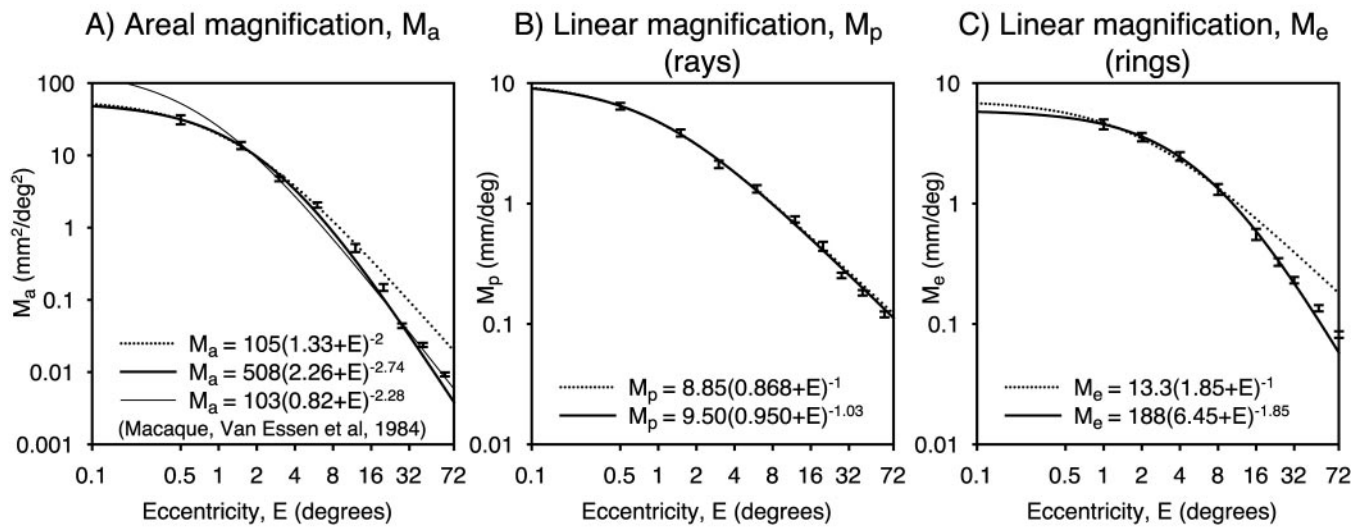 A) Areal magnification, Mₐ
100
10
1
0.1
0.01
0.001
Mₐ (mm²/deg²)
Mₐ = 105(1.33+E)⁻²
Mₐ = 508(2.26+E)⁻²·⁷⁴
Mₐ = 103(0.82+E)⁻²·²⁸
(Macaque, Van Essen et al, 1984)
0.1 0.5 1 2 4 8 16 32 72
Eccentricity, E (degrees)
B) Linear magnification, Mₚ
(rays)
10
1
0.1
0.01
Mₚ (mm/deg)
Mₚ = 8.85(0.868+E)⁻¹
Mₚ = 9.50(0.950+E)⁻¹·⁰³
0.1 0.5 1 2 4 8 16 32 72
Eccentricity, E (degrees)
C) Linear magnification, Mₑ
(rings)
10
1
0.1
0.01
Mₑ (mm/deg)
Mₑ = 13.3(1.85+E)⁻¹
Mₑ = 188(6.45+E)⁻¹·⁸⁵
0.1 0.5 1 2 4 8 16 32 72
Eccentricity, E (degrees)